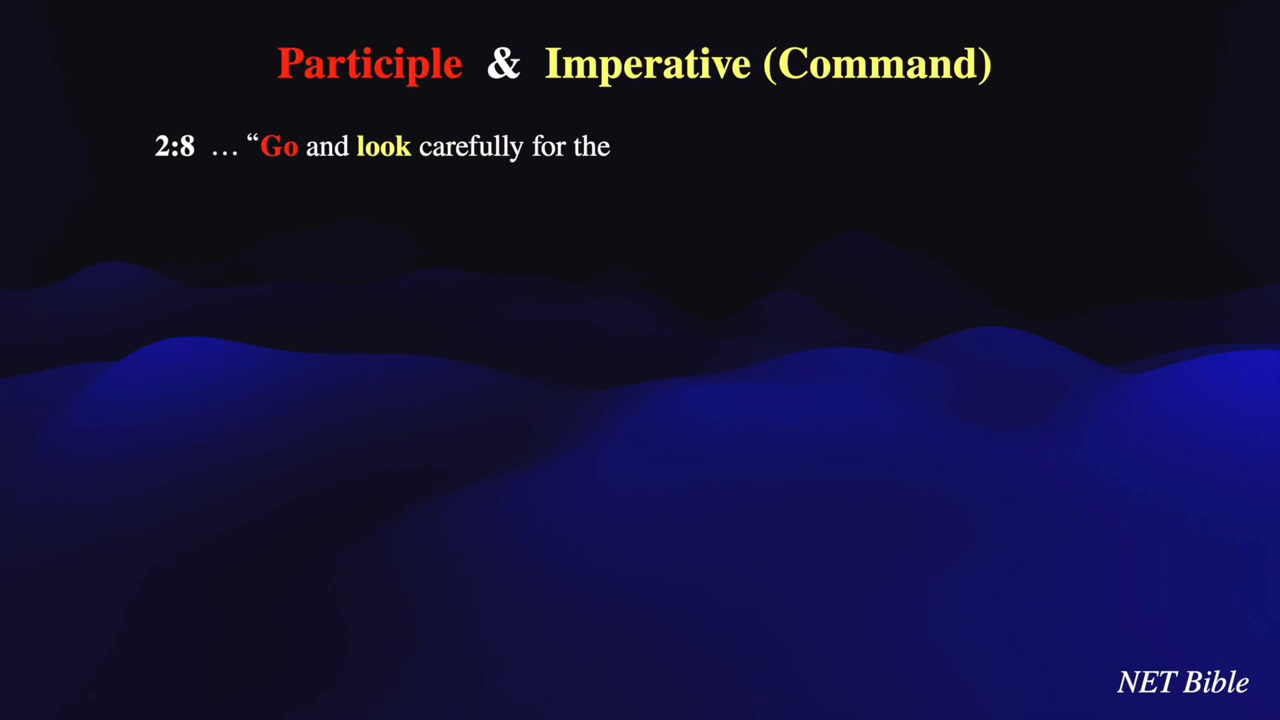 Participle & Imperative (Command)
2:8 … “Go and look carefully for the
NET Bible